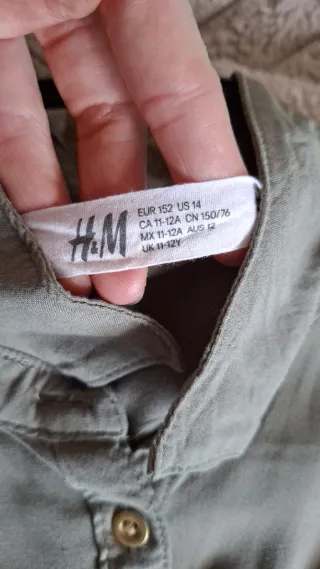 H&M
EUR 152 US 14
CA 11-12A CN 150/76
MX 11-12A AUS 12
UK 11-12Y